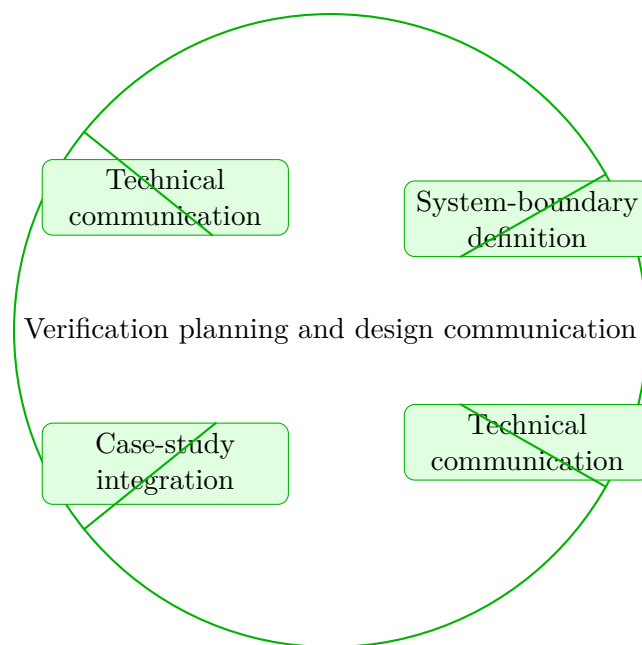 Technical
communication
System-boundary
definition
Verification planning and design communication
Case-study
integration
Technical
communication